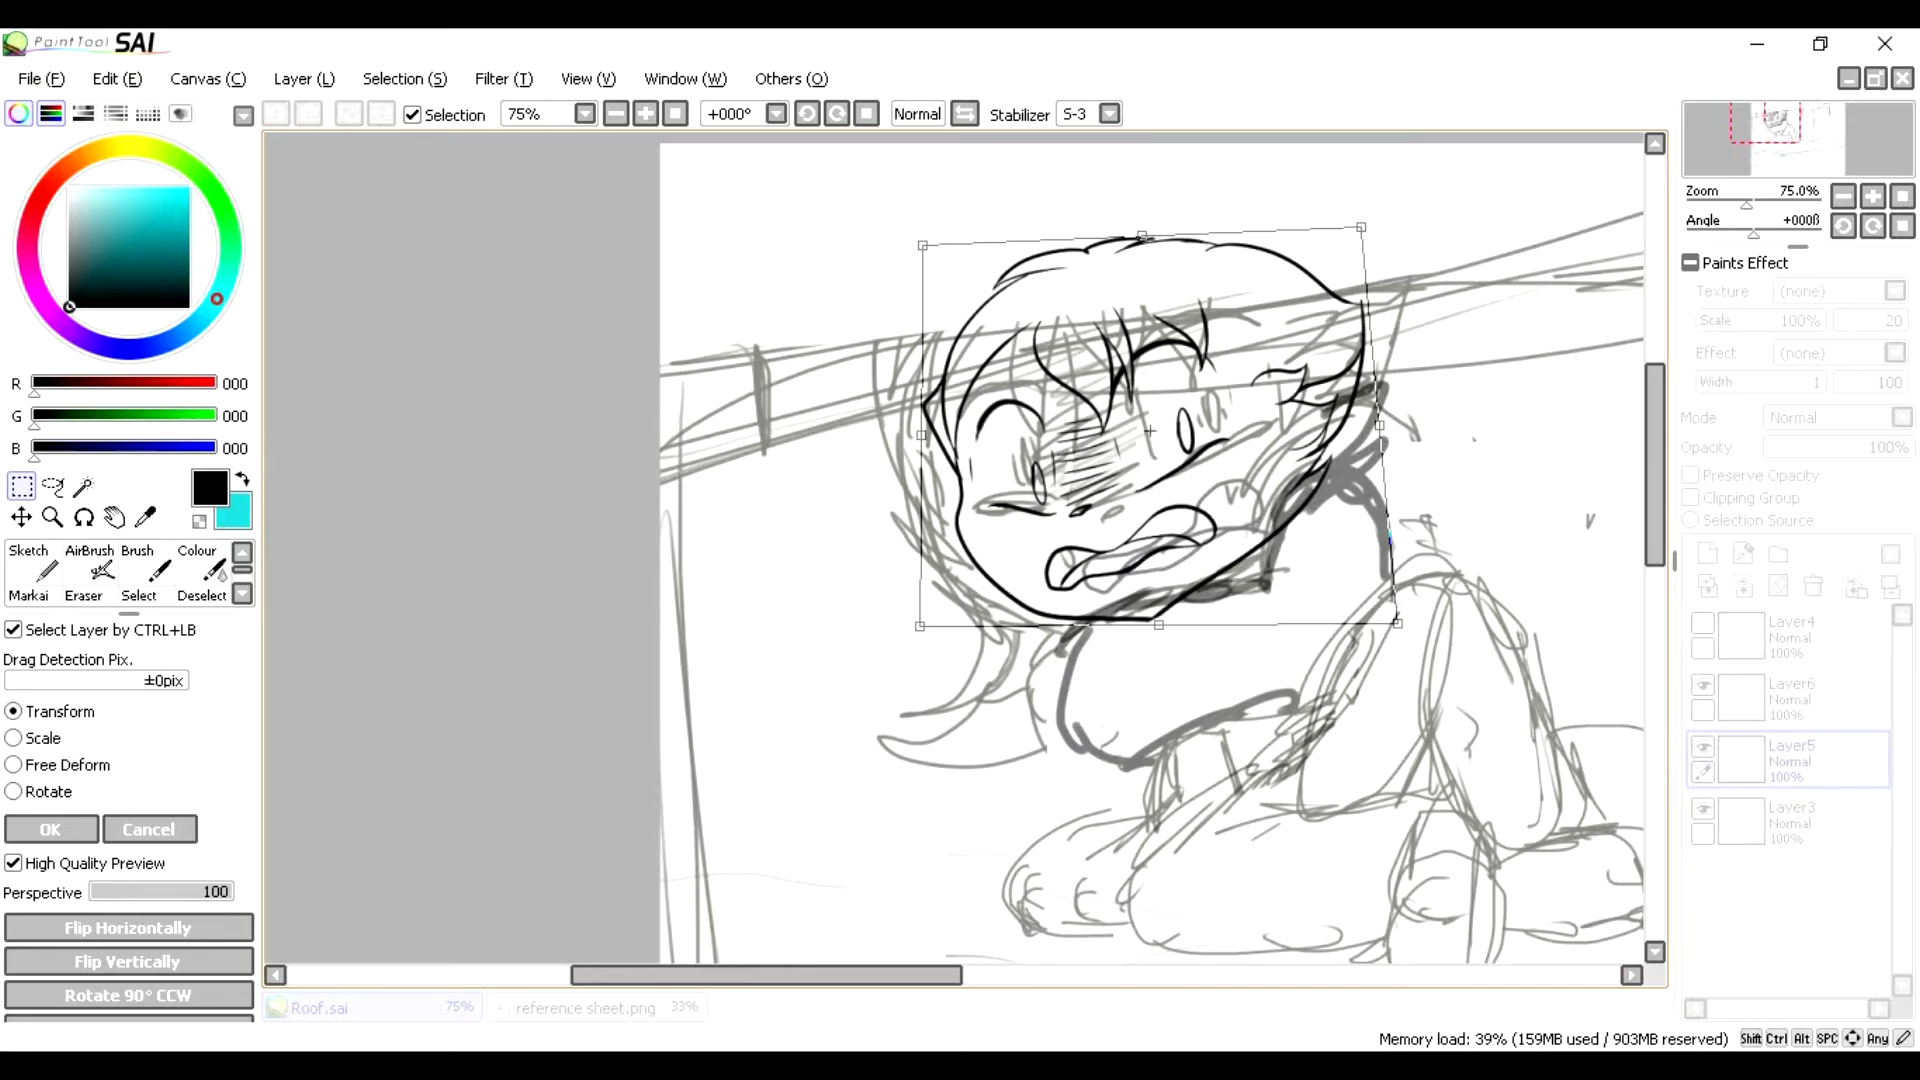 PaintTool SAI
File (F) Edit (E) Canvas (C) Layer (L) Selection (S) Filter (T) View (V) Window (W) Others (O)
Selection 75% +000° Normal Stabilizer S-3
Zoom 75.0%
Angle +000ß
Paints Effect
Texture (none)
Scale 100% 20
Effect (none)
Width 1 100
Mode Normal
Opacity 100%
Preserve Opacity
Clipping Group
Selection Source
Layer4
Normal
100%
Layer6
Normal
100%
Layer5
Normal
100%
Layer3
Normal
100%
R 000
G 000
B 000
Sketch AirBrush Brush Colour
Markai Eraser Select Deselect
Select Layer by CTRL+LB
Drag Detection Pix.
±0pix
Transform
Scale
Free Deform
Rotate
OK Cancel
High Quality Preview
Perspective 100
Flip Horizontally
Flip Vertically
Rotate 90° CCW
Roof.sai 75% reference sheet.png 33%
Memory load: 39% (159MB used / 903MB reserved) Shift Ctrl Alt SPC Any